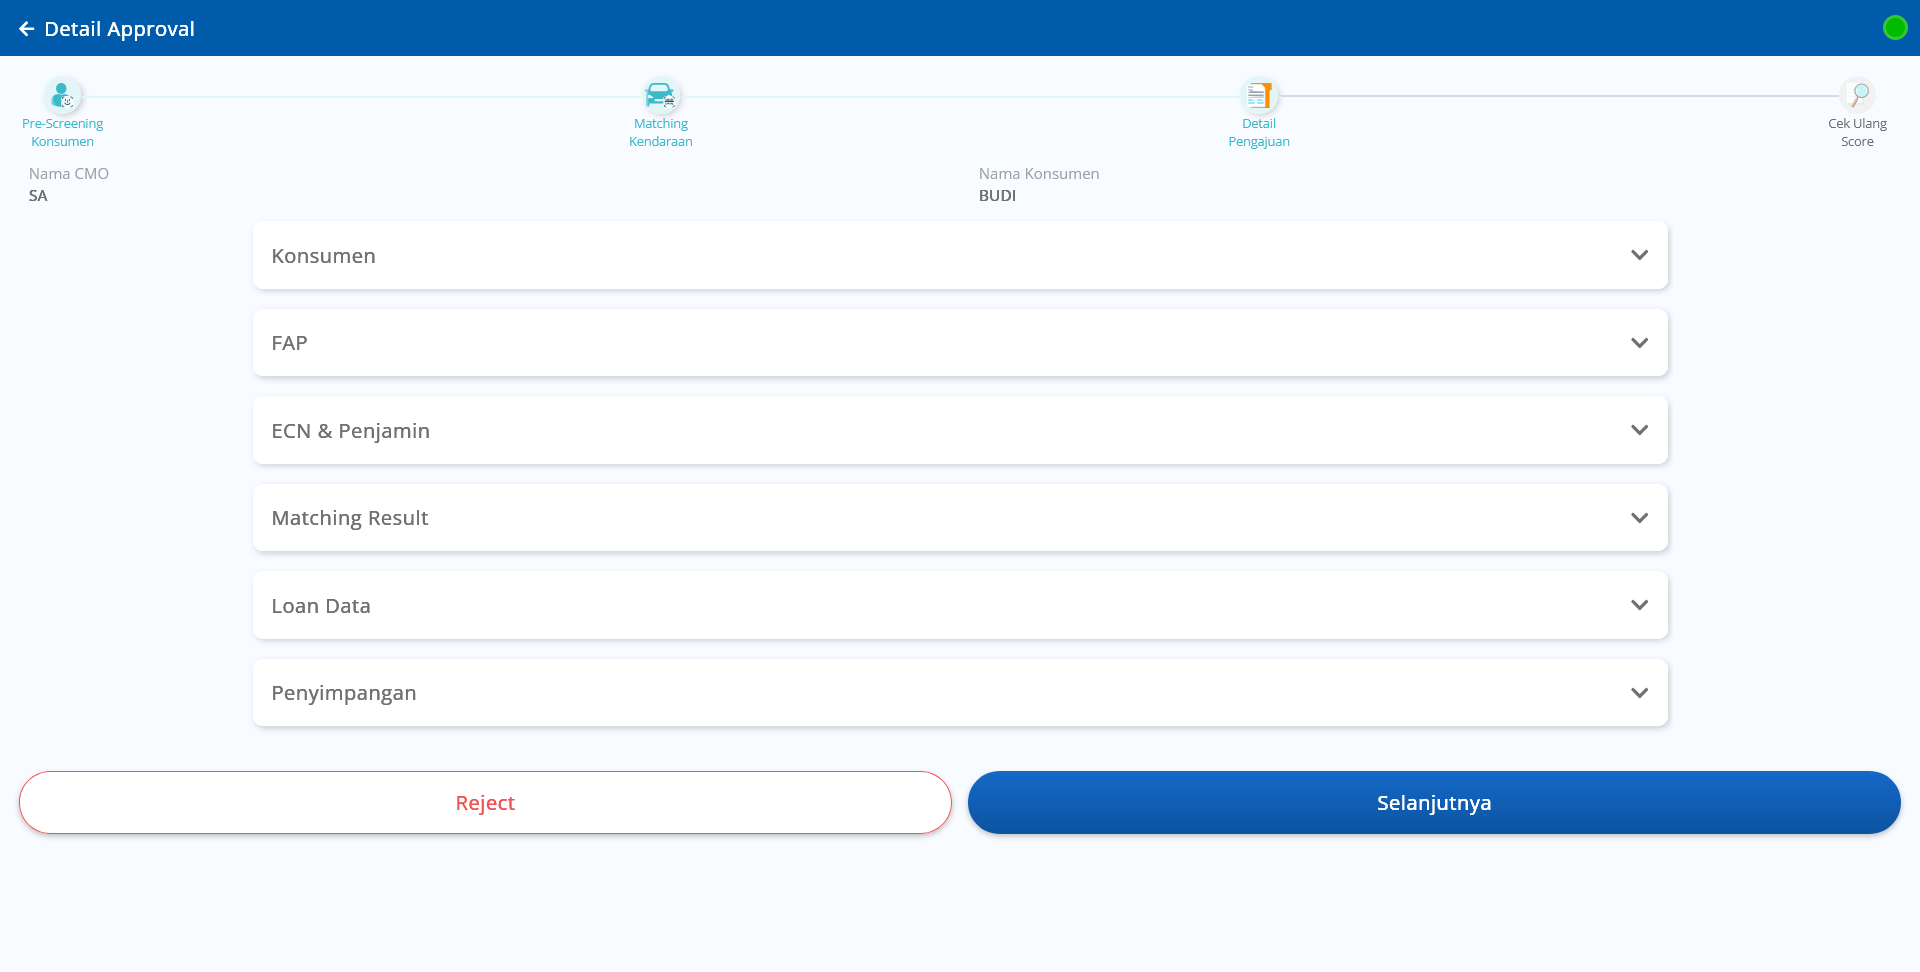 Detail Approval
Pre-Screening
Konsumen
Matching
Kendaraan
Detail
Pengajuan
Cek Ulang
Score
Nama CMO
SA
Nama Konsumen
BUDI
Konsumen
FAP
ECN & Penjamin
Matching Result
Loan Data
Penyimpangan
Reject
Selanjutnya